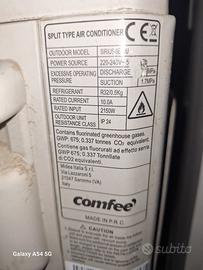 SPLIT TYPE AIR CONDITIONER
OUTDOOR MODEL
POWER SOURCE 220-240V~
EXCESSIVE OPERATING PRESSURE DISCHARGE
SUCTION 1.7MPa
REFRIGERANT R32/0.5Kg
RATED CURRENT 10.0A
RATED INPUT 2150W
OUTDOOR UNIT RESISTANCE CLASS IP 24
Contains fluorinated greenhouse gases.
GWP: 675; 0.337 tonnes CO2 equivalent.
Contiene gas fluorurati ad effetto serra
GWP: 675; 0.337 Tonnellate
di CO2 equivalente.
Midea Italia S.r.l.
Via Lazzaroni 5
21047 Saronno (VA)
Italy
Comfee
MADE IN P.R.C.
Galaxy A54 5G
subito